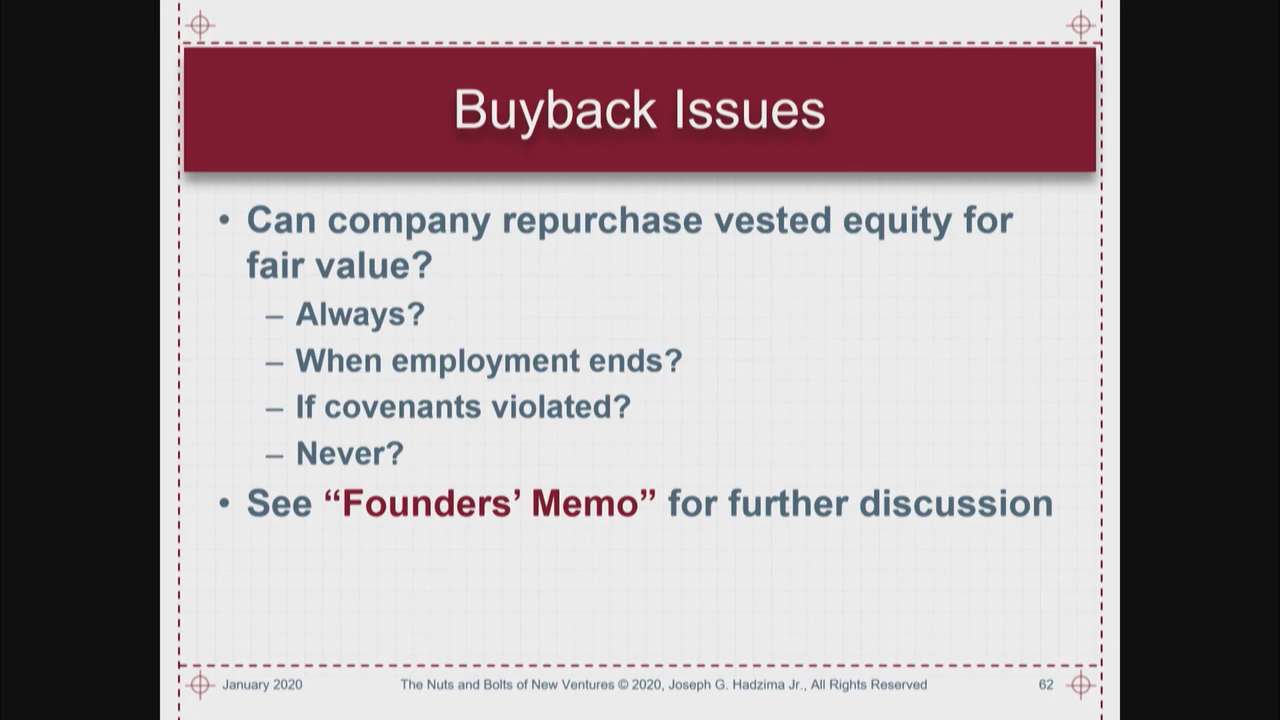 Buyback Issues
• Can company repurchase vested equity for
fair value?
– Always?
– When employment ends?
– If covenants violated?
– Never?
• See “Founders’ Memo” for further discussion
January 2020
The Nuts and Bolts of New Ventures © 2020, Joseph G. Hadzima Jr., All Rights Reserved
62